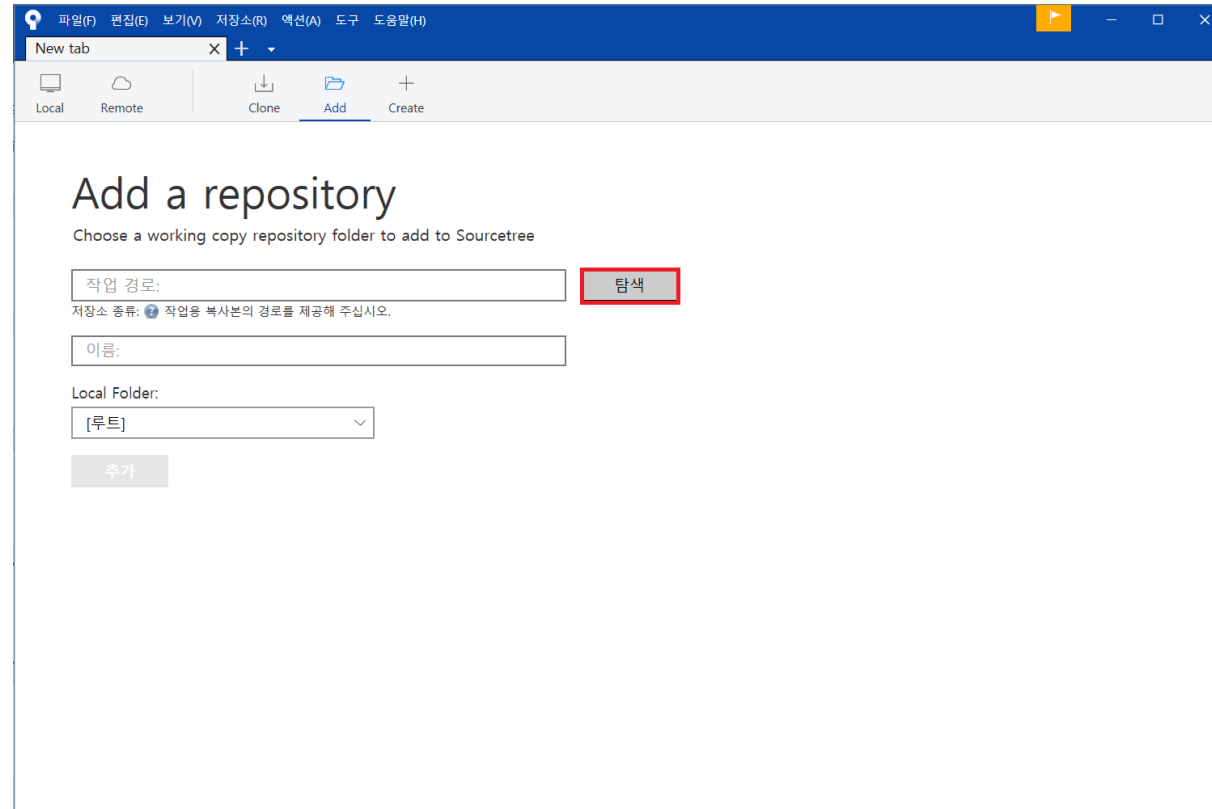 파일(F) 편집(E) 보기(V) 저장소(R) 액션(A) 도구 도움말(H)
New tab
Local Remote Clone Add Create
Add a repository
Choose a working copy repository folder to add to Sourcetree
작업 경로: 탐색
저장소 종류: ? 작업용 복사본의 경로를 제공해 주십시오.
이름:
Local Folder:
[루트]
추가